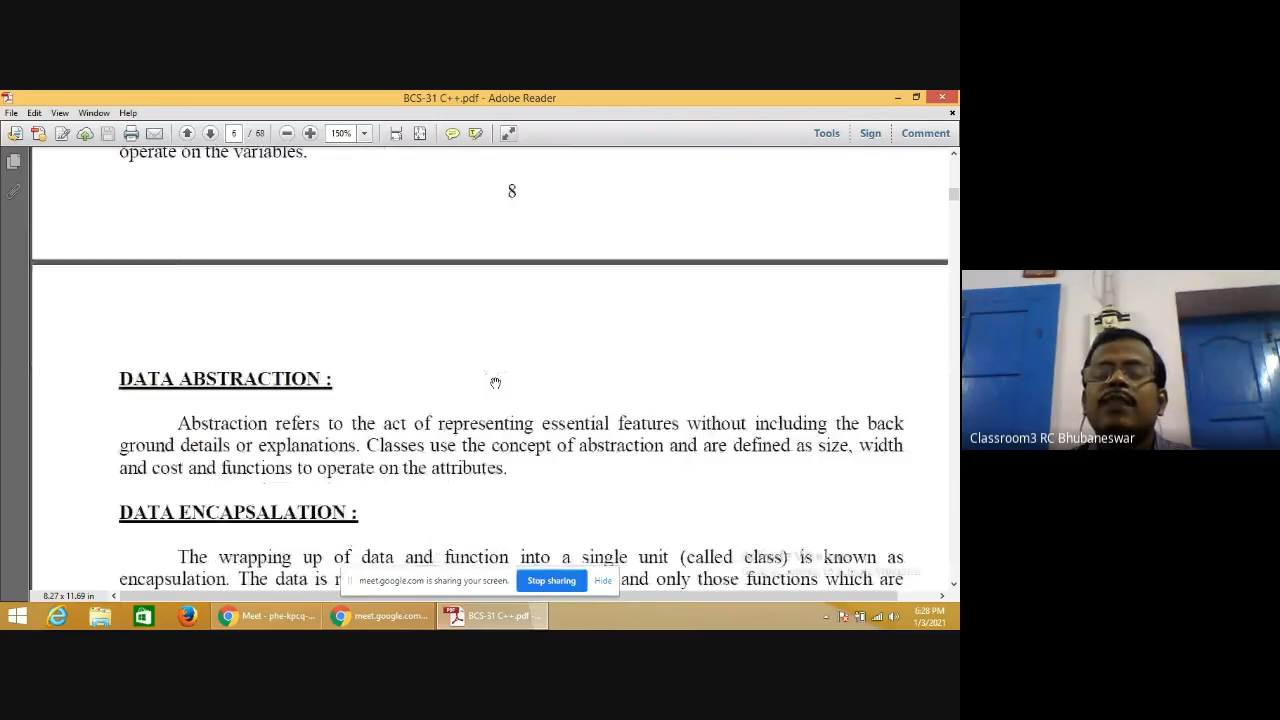 BCS-31 C++.pdf - Adobe Reader
File Edit View Window Help
6 / 68 150% Tools Sign Comment
operate on the variables.
8
DATA ABSTRACTION :
Abstraction refers to the act of representing essential features without including the back
ground details or explanations. Classes use the concept of abstraction and are defined as size, width
and cost and functions to operate on the attributes.
DATA ENCAPSALATION :
The wrapping up of data and function into a single unit (called class) is known as
encapsulation. The data is and only those functions which are
meet.google.com is sharing your screen. Stop sharing Hide
8.27 x 11.69 in
Meet - phe-kpcq-... meet.google.com... BCS-31 C++.pdf -...
6:28 PM
1/3/2021
Classroom3 RC Bhubaneswar